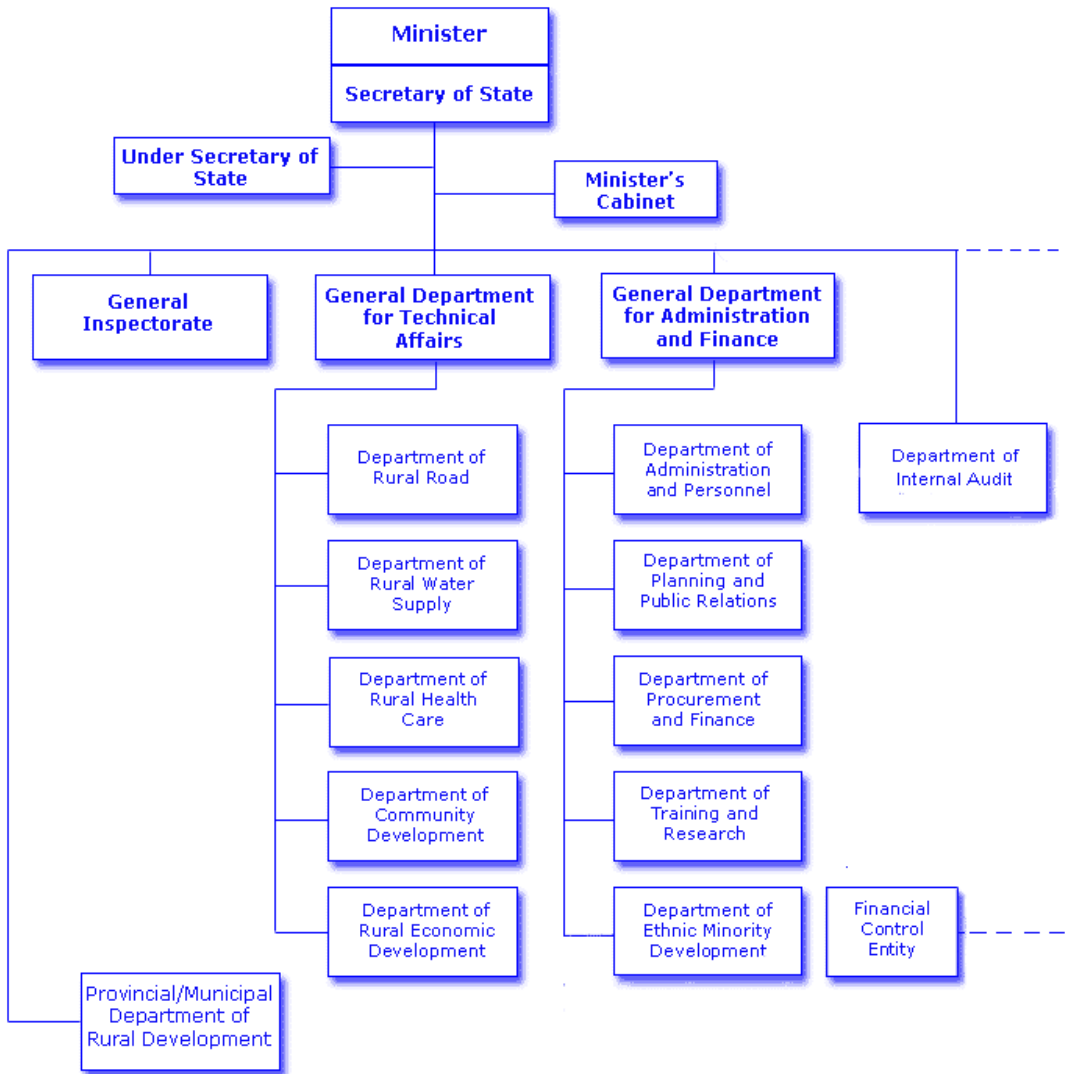 Minister
Secretary of State
Under Secretary of
State
Minister's
Cabinet
General
Inspectorate
General Department
for Technical
Affairs
General Department
for Administration
and Finance
Department of
Rural Road
Department of
Administration
and Personnel
Department of
Internal Audit
Department of
Rural Water
Supply
Department of
Planning and
Public Relations
Department of
Rural Health
Care
Department of
Procurement
and Finance
Department of
Community
Development
Department of
Training and
Research
Department of
Rural Economic
Development
Department of
Ethnic Minority
Development
Financial
Control
Entity
Provincial/Municipal
Department of
Rural Development